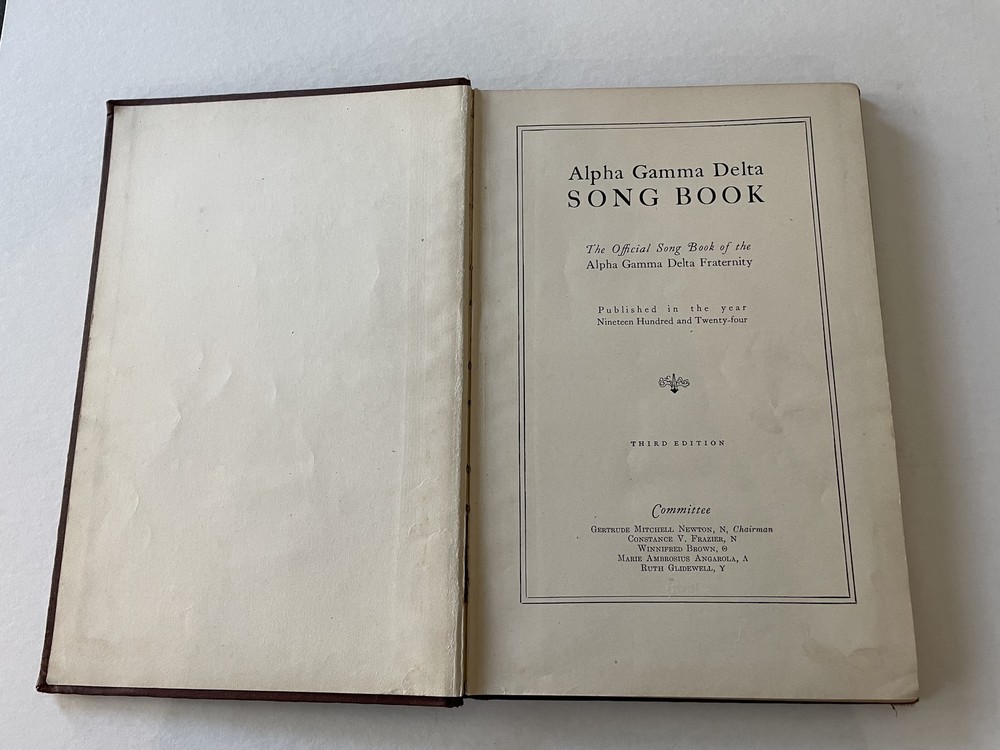 Alpha Gamma Delta
SONG BOOK
The Official Song Book of the
Alpha Gamma Delta Fraternity
Published in the year
Nineteen Hundred and Twenty-four
THIRD EDITION
Committee
GERTRUDE MITCHELL NEWTON, N, Chairman
CONSTANCE V. FRAZIER, N
WINNIFRED BROWN, Θ
MARIE AMBROSIUS ANGAROLA, Λ
RUTH GLIDEWELL, Υ